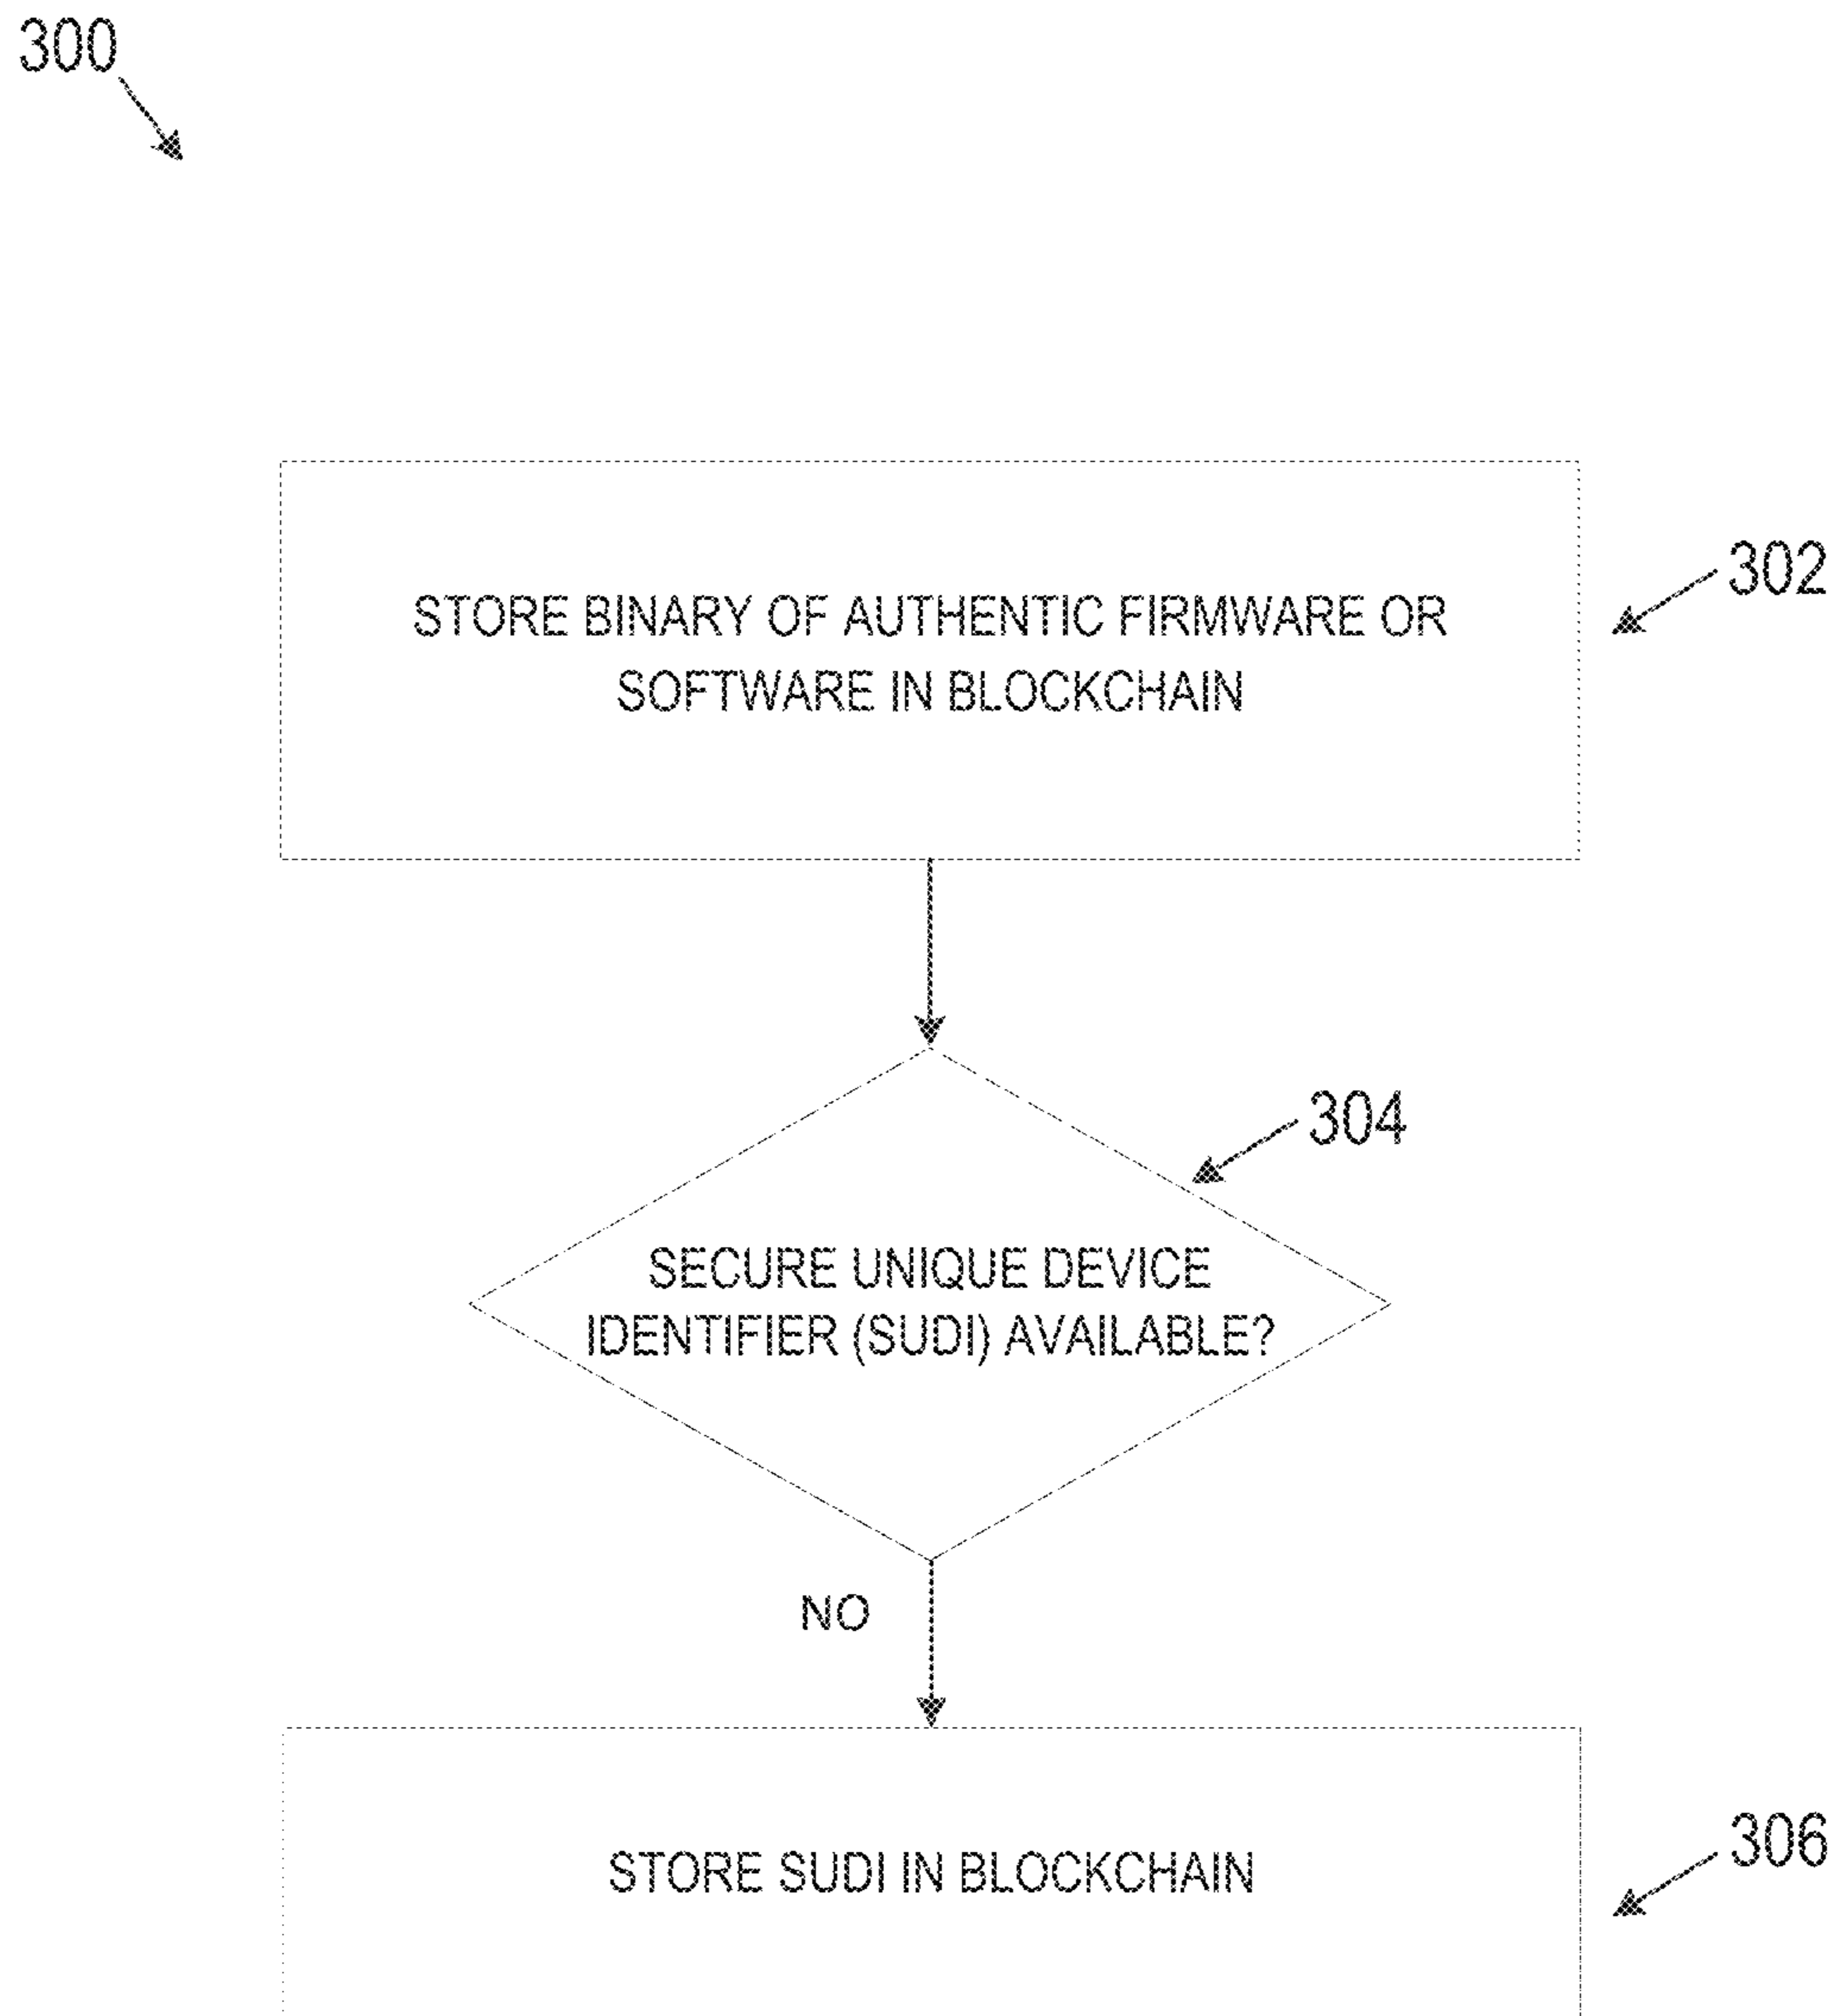 300
STORE BINARY OF AUTHENTIC FIRMWARE OR
SOFTWARE IN BLOCKCHAIN
302
304
SECURE UNIQUE DEVICE
IDENTIFIER (SUDI) AVAILABLE?
NO
STORE SUDI IN BLOCKCHAIN
306